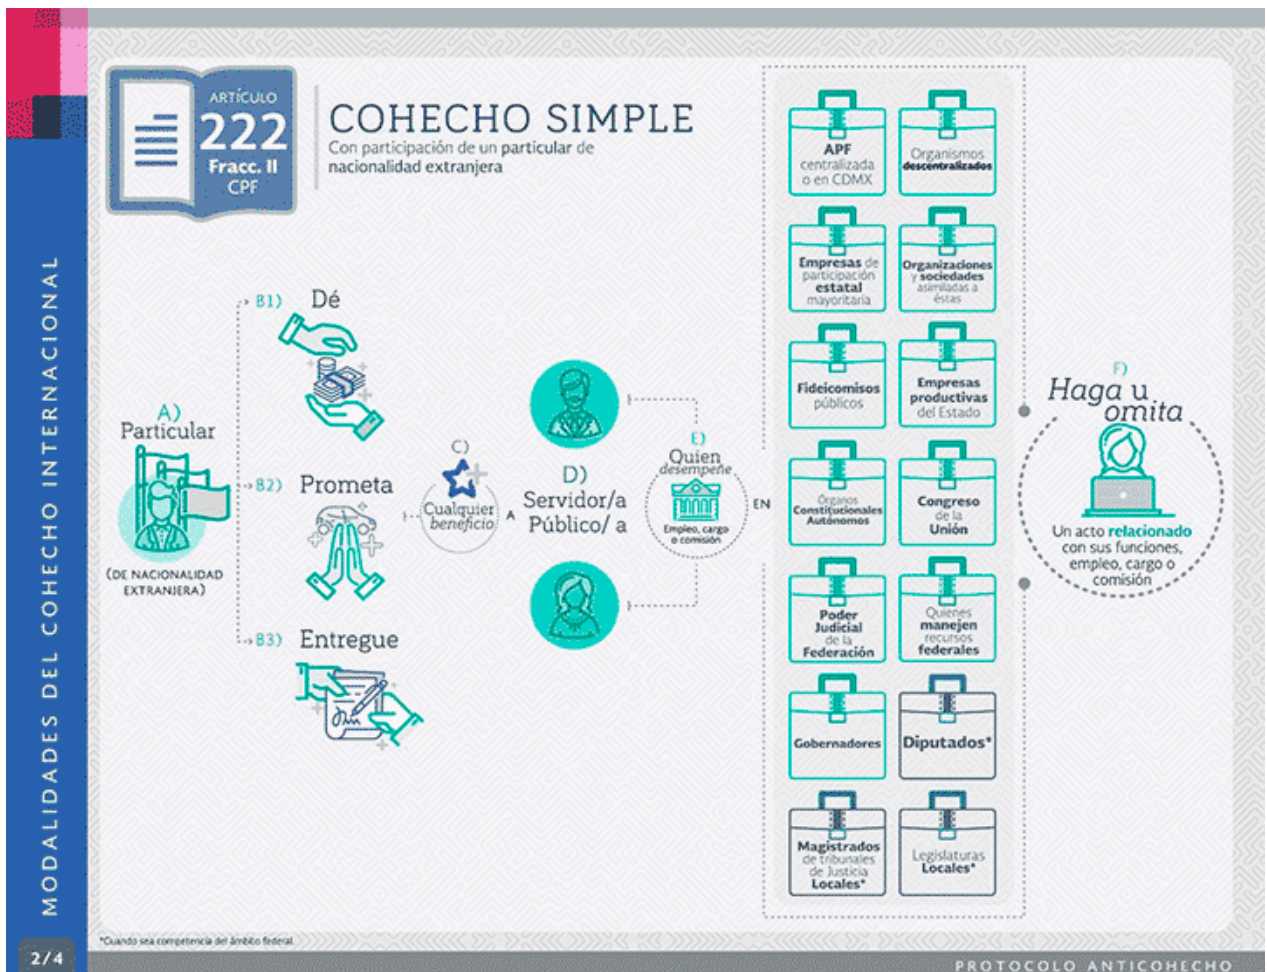 ARTÍCULO
222
Fracc. II
CPF
COHECHO SIMPLE
Con participación de un particular de
nacionalidad extranjera
MODALIDADES DEL COHECHO INTERNACIONAL
A)
Particular
(DE NACIONALIDAD
EXTRANJERA)
B1) Dé
B2) Prometa
B3) Entregue
C)
Cualquier
beneficio
A
D)
Servidor/a
Público/ a
E)
Quien
desempeñe
Empleo, cargo
o comisión
EN
APF
centralizada
o en CDMX
Organismos
descentralizados
Empresas de
participación
estatal
mayoritaria
Organizaciones
y sociedades
asimiladas a
éstas
Fideicomisos
públicos
Empresas
productivas
del Estado
Órganos
Constitucionales
Autónomos
Congreso
de la
Unión
Poder
Judicial
de la
Federación
Quienes
manejen
recursos
federales
Gobernadores
Diputados*
Magistrados
de tribunales
de Justicia
Locales*
Legislaturas
Locales*
F)
Haga u
omita
Un acto relacionado
con sus funciones,
empleo, cargo o
comisión
*Cuando sea competencia del ámbito federal.
2/4
PROTOCOLO ANTICOHECHO